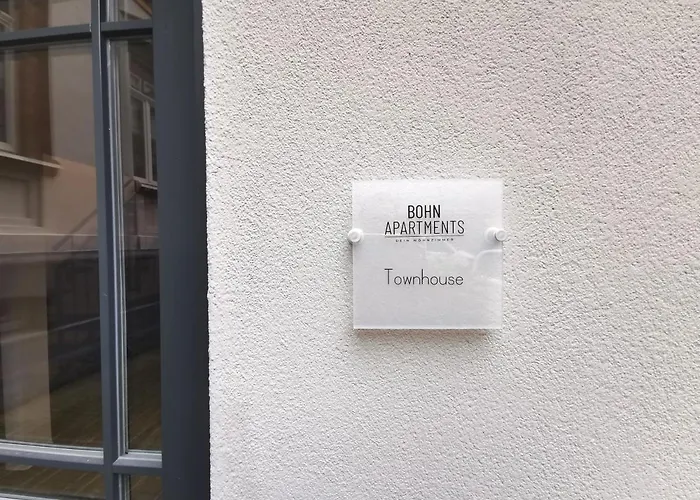 BOHN
APARTMENTS
DEIN WOHNZIMMER
Townhouse